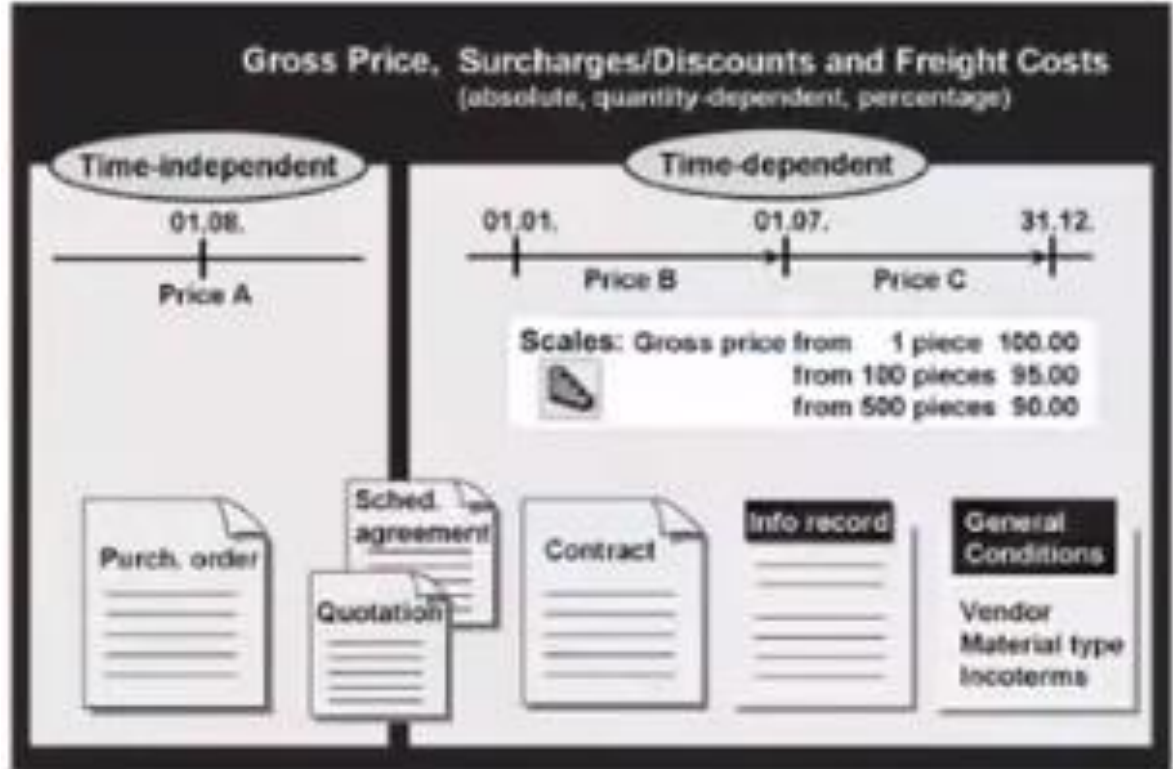 Gross Price, Surcharges/Discounts and Freight Costs
(absolute, quantity-dependent, percentage)
Time-independent
01.08.
Price A
Time-dependent
01.01.
01.07.
31.12.
Price B
Price C
Scales: Gross price from 1 piece 100.00
from 100 pieces 95.00
from 500 pieces 90.00
Purch. order
Sched.
agreement
Quotation
Contract
Info record
General
Conditions
Vendor
Material type
Incoterms